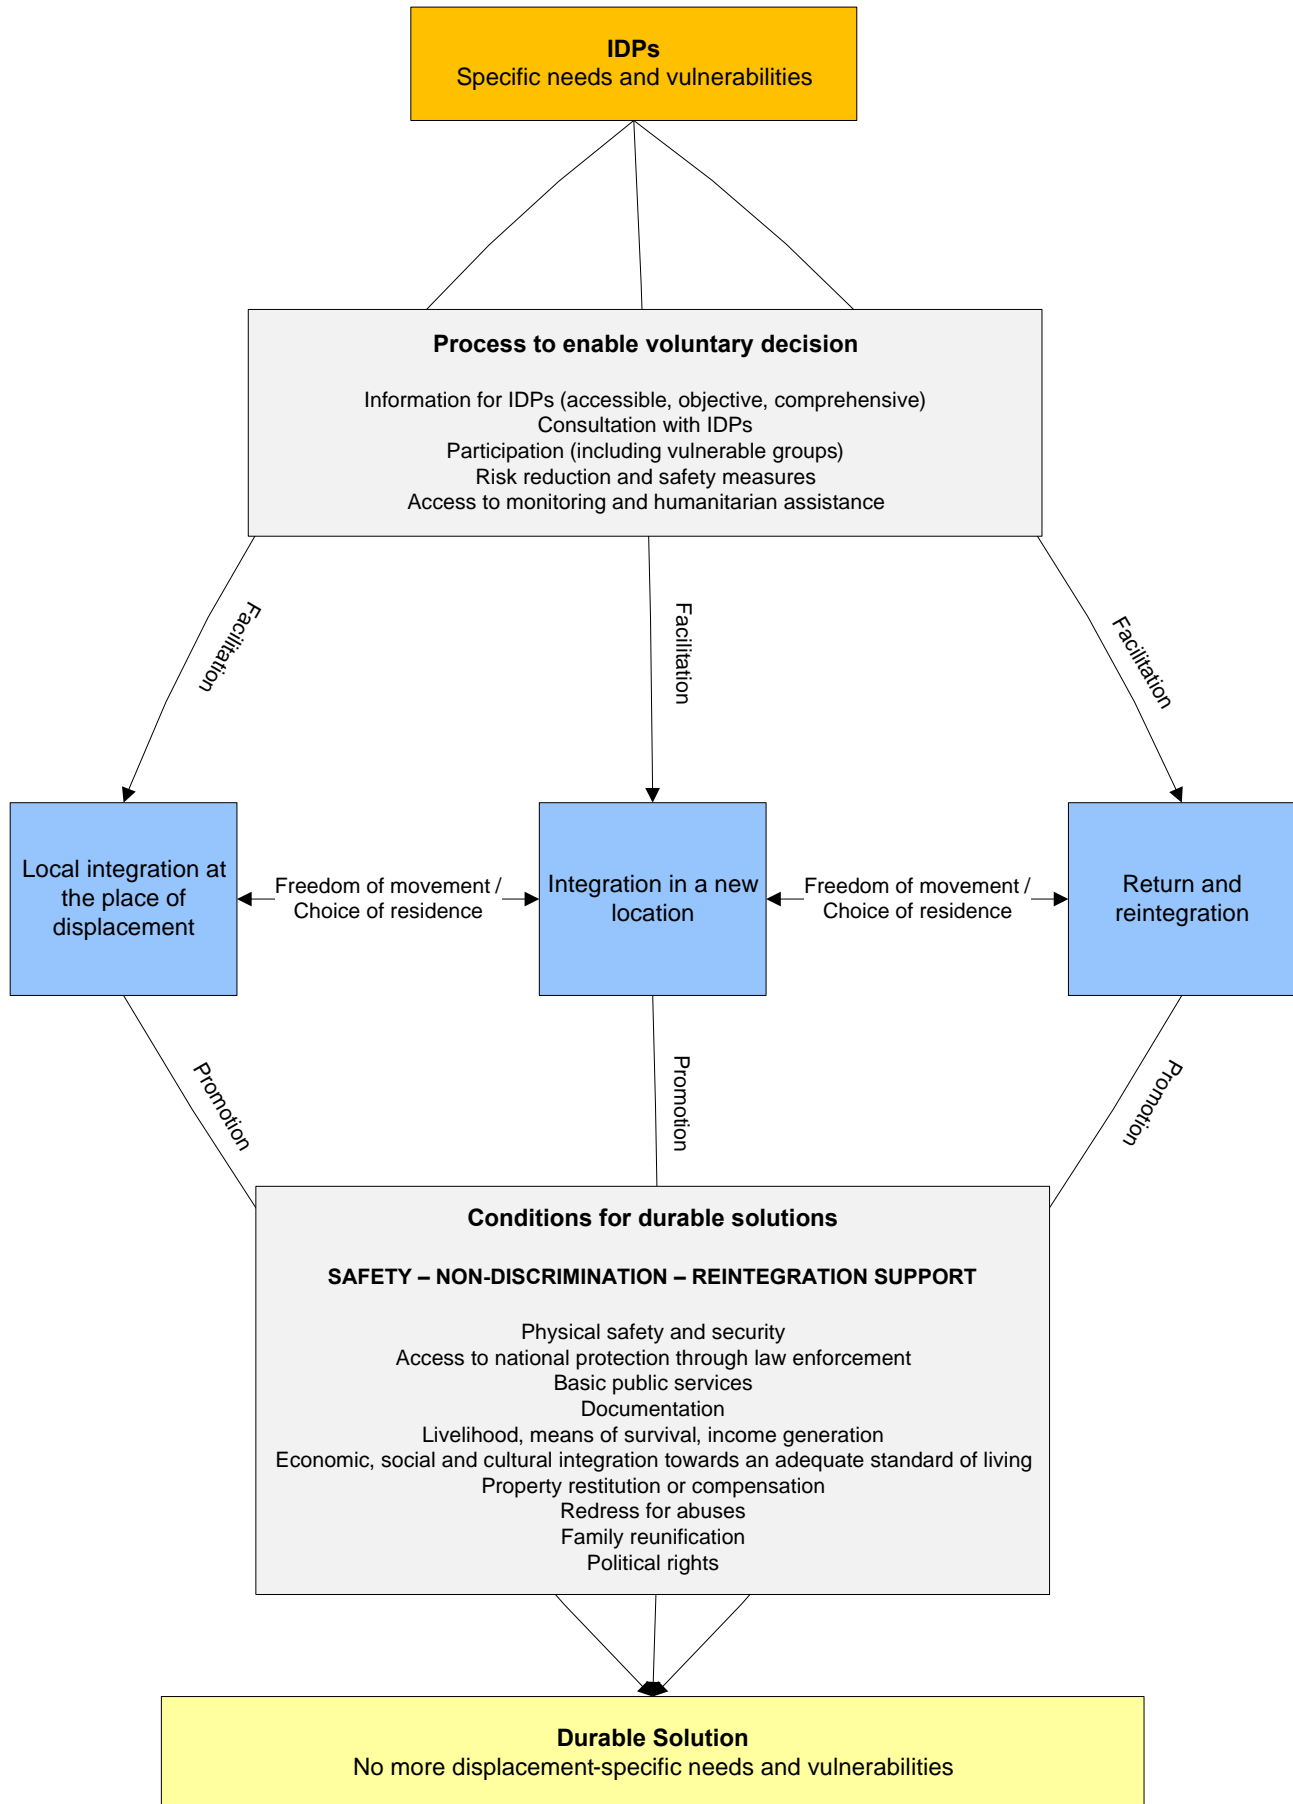 IDPs
Specific needs and vulnerabilities
Process to enable voluntary decision
Information for IDPs (accessible, objective, comprehensive)
Consultation with IDPs
Participation (including vulnerable groups)
Risk reduction and safety measures
Access to monitoring and humanitarian assistance
Facilitation
Facilitation
Facilitation
Local integration at
the place of
displacement
Freedom of movement /
Choice of residence
Integration in a new
location
Freedom of movement /
Choice of residence
Return and
reintegration
Promotion
Promotion
Promotion
Conditions for durable solutions
SAFETY – NON-DISCRIMINATION – REINTEGRATION SUPPORT
Physical safety and security
Access to national protection through law enforcement
Basic public services
Documentation
Livelihood, means of survival, income generation
Economic, social and cultural integration towards an adequate standard of living
Property restitution or compensation
Redress for abuses
Family reunification
Political rights
Durable Solution
No more displacement-specific needs and vulnerabilities